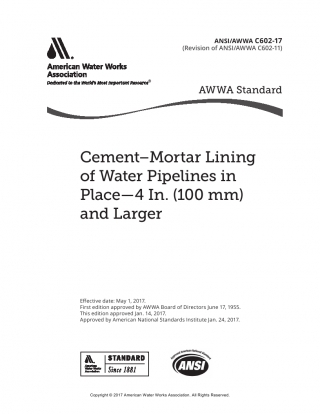 ANSI/AWWA C602-17
(Revision of ANSI/AWWA C602-11)
American Water Works
Association
Dedicated to the World's Most Important Resource®
AWWA Standard
Cement–Mortar Lining
of Water Pipelines in
Place—4 In. (100 mm)
and Larger
Effective date: May 1, 2017.
First edition approved by AWWA Board of Directors June 17, 1955.
This edition approved Jan. 14, 2017.
Approved by American National Standards Institute Jan. 24, 2017.
American
Water Works
Association
STANDARD
Since 1881
ANSI
Copyright © 2017 American Water Works Association. All Rights Reserved.